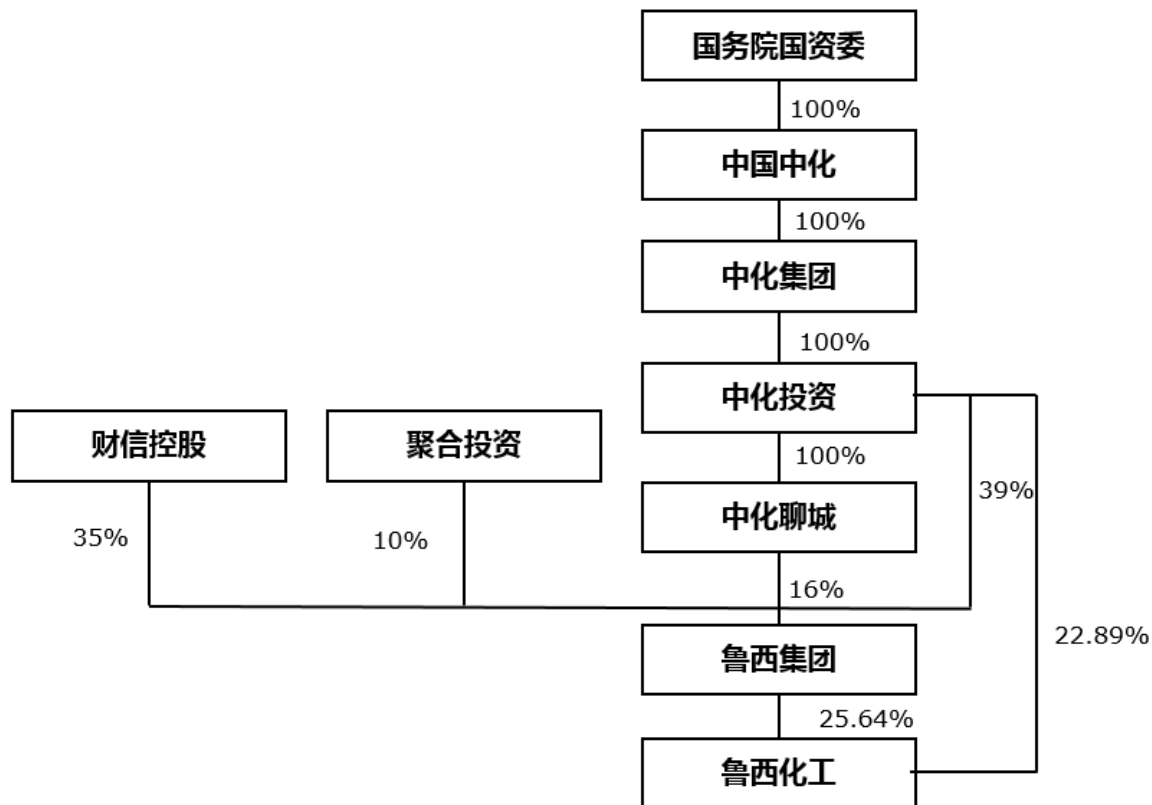 国务院国资委
100%
中国中化
100%
中化集团
100%
中化投资
财信控股
聚合投资
100%
39%
中化聊城
35%
10%
16%
22.89%
鲁西集团
25.64%
鲁西化工